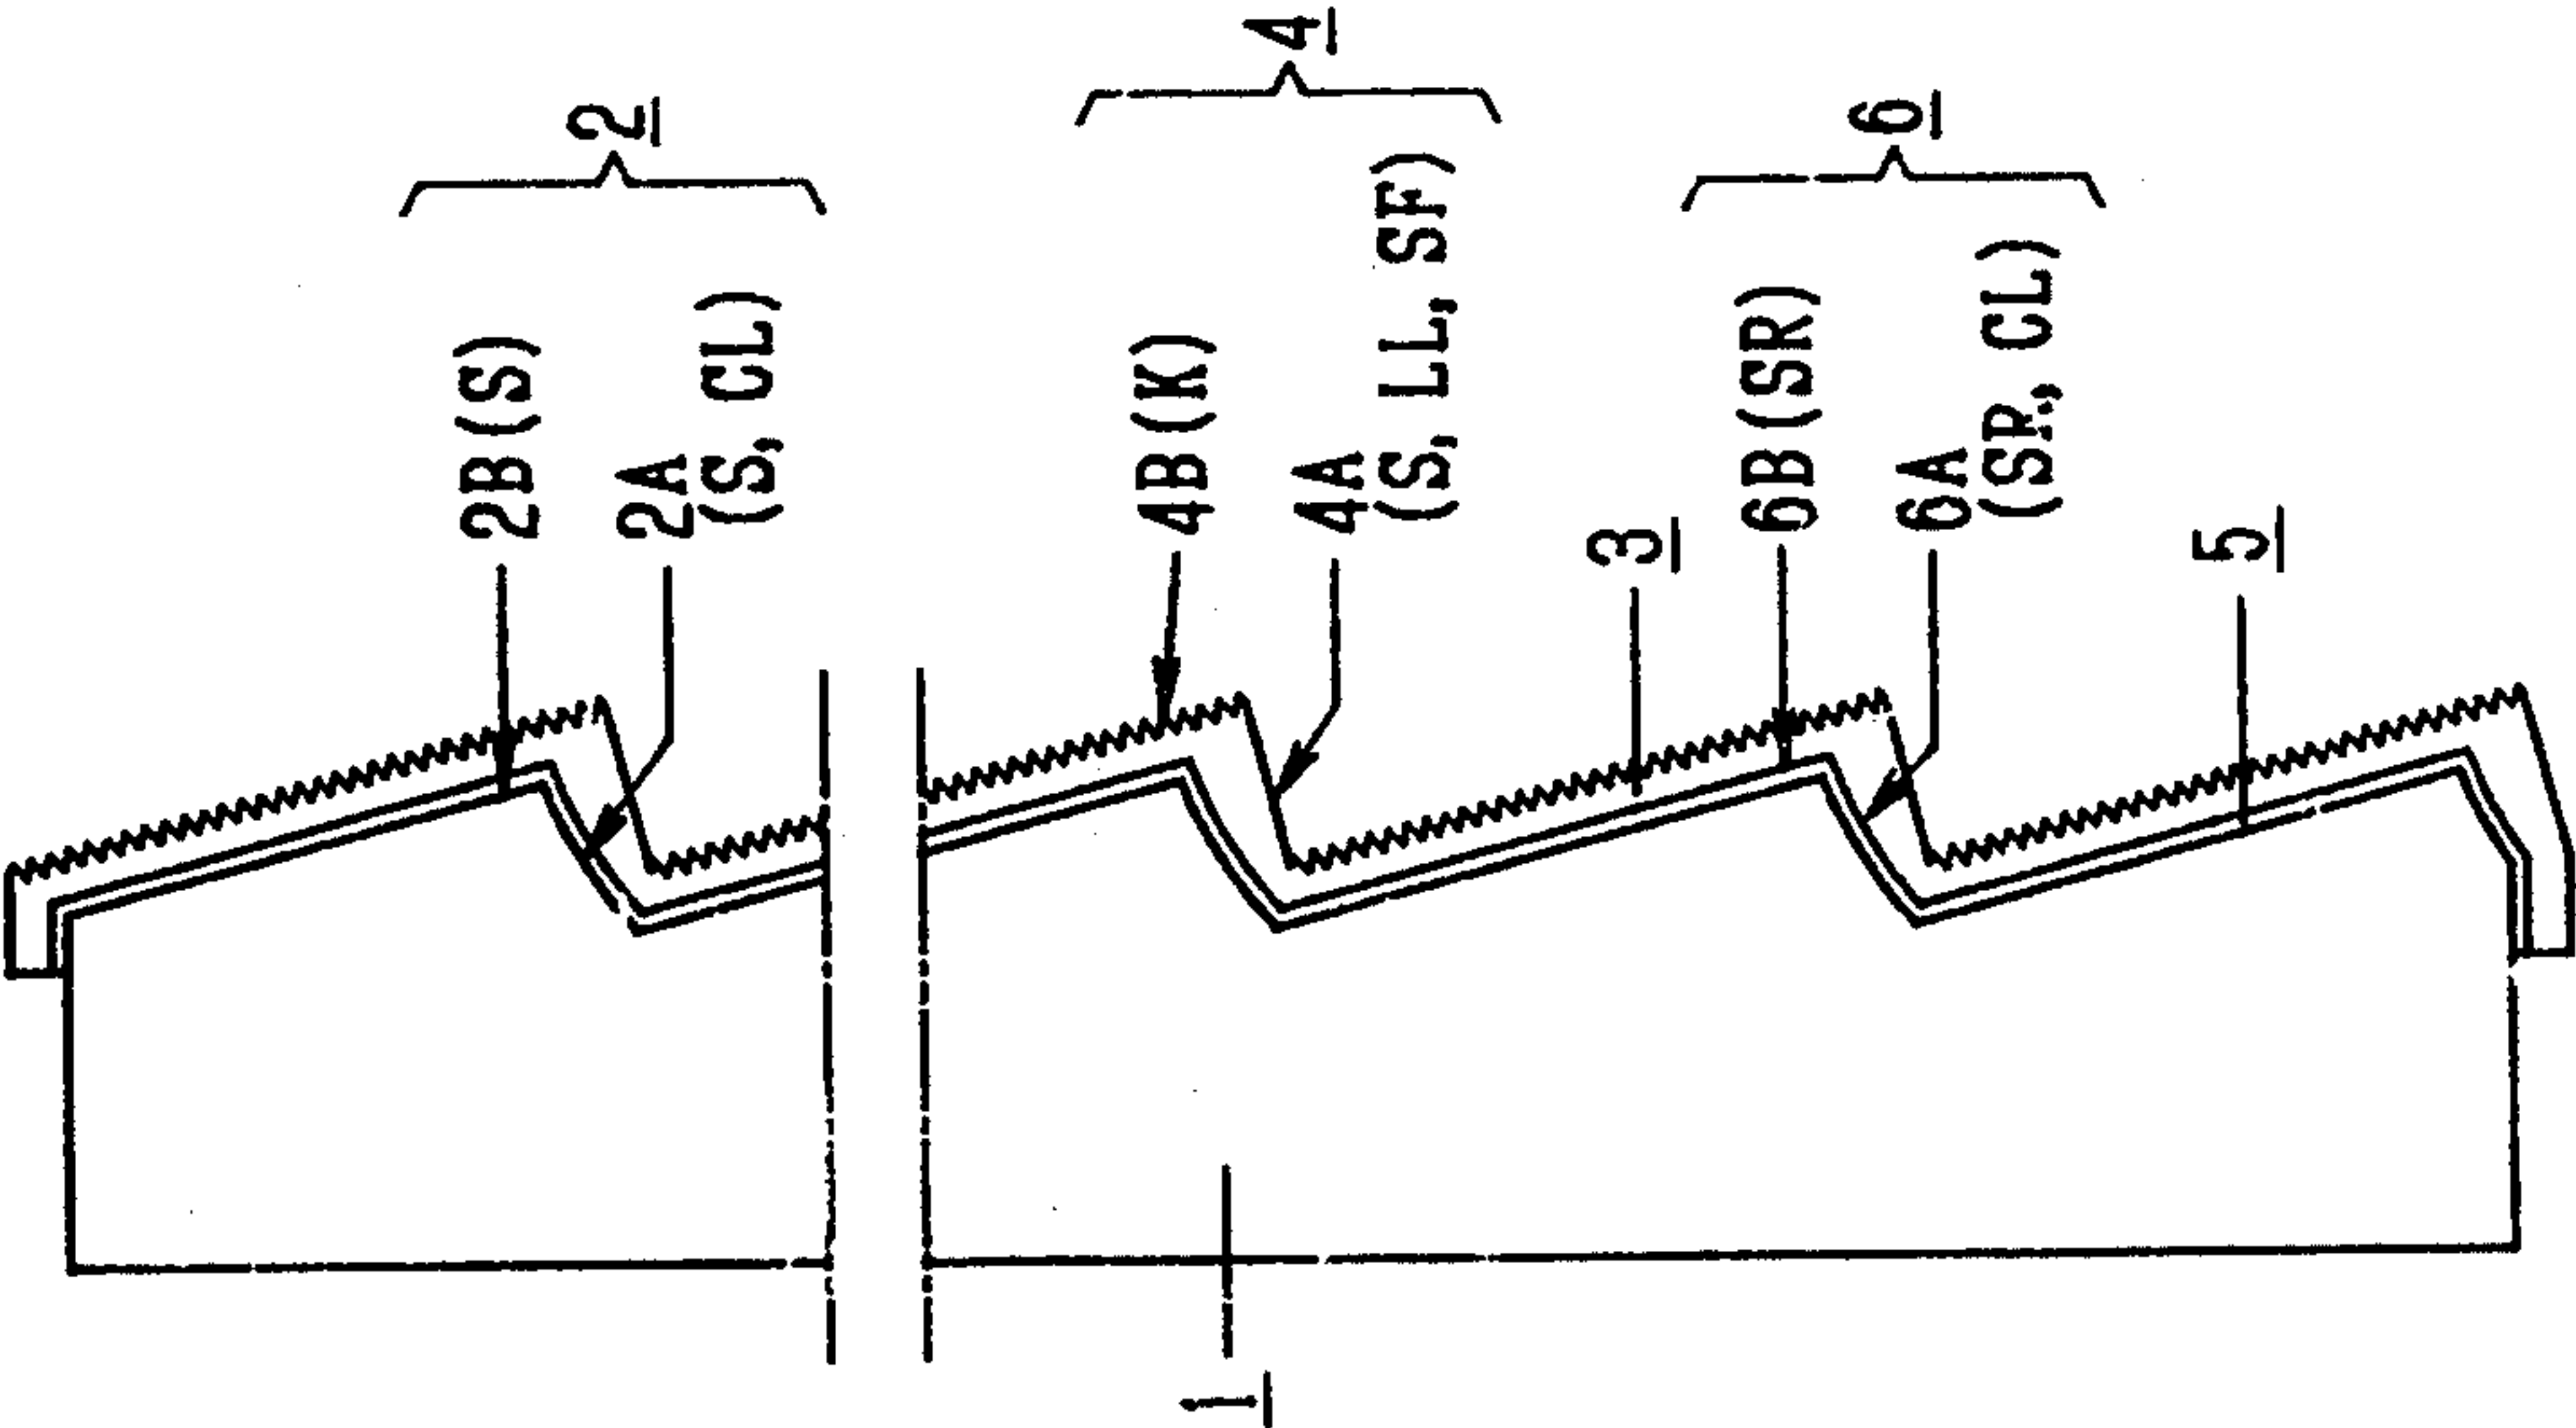 2
2B(S)
2A
(S, CL)
4
4B(K)
4A
(S, LL, SF)
3
6
6B(SR)
6A
(SR, CL)
5
1